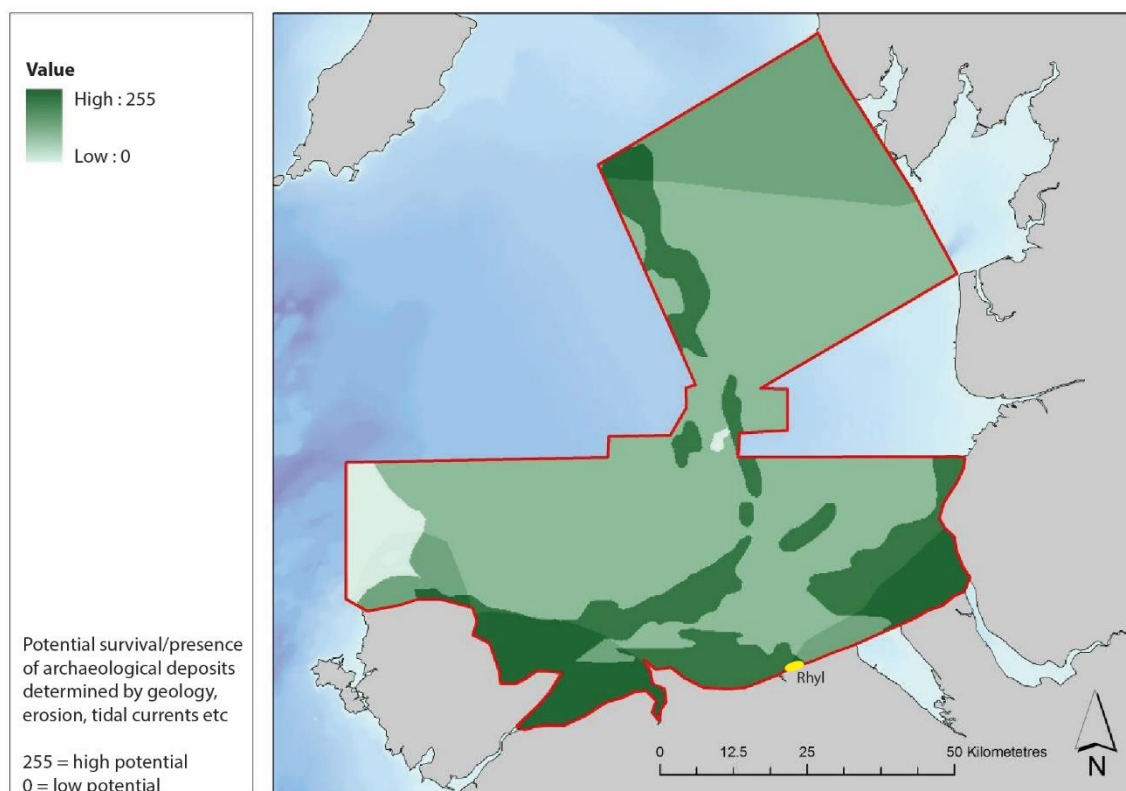 Value
High : 255
Low : 0
Potential survival/presence
of archaeological deposits
determined by geology,
erosion, tidal currents etc
255 = high potential
0 = low potential
Rhyl
0 12.5 25 50 Kilometetres
N